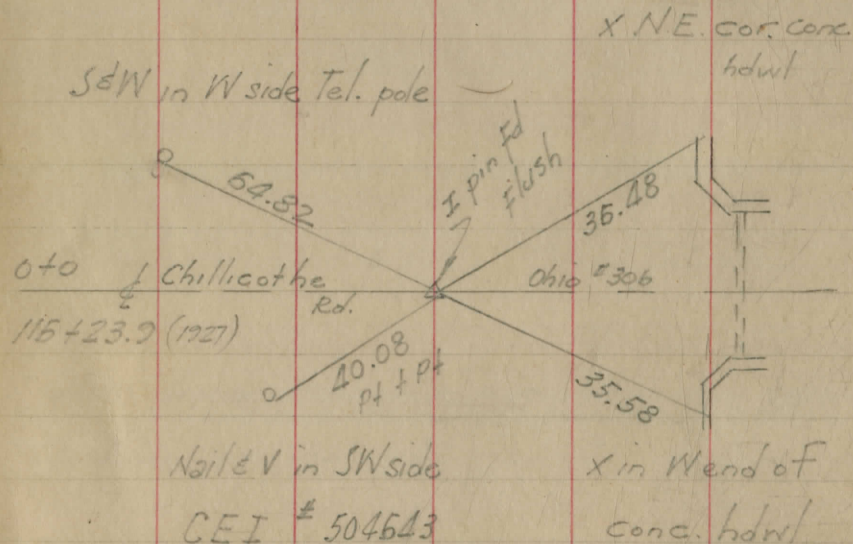 X N.E. cor. conc.
hdwl
S&W in W side Tel. pole
I pin Fd
Flush
64.82
35.48
0+0
℄ Chillicothe
Rd.
Ohio #306
115+23.9 (1927)
40.08
pt + pt
35.58
Nail & V in SW side
CEI # 504643
X in W end of
conc. hdwl